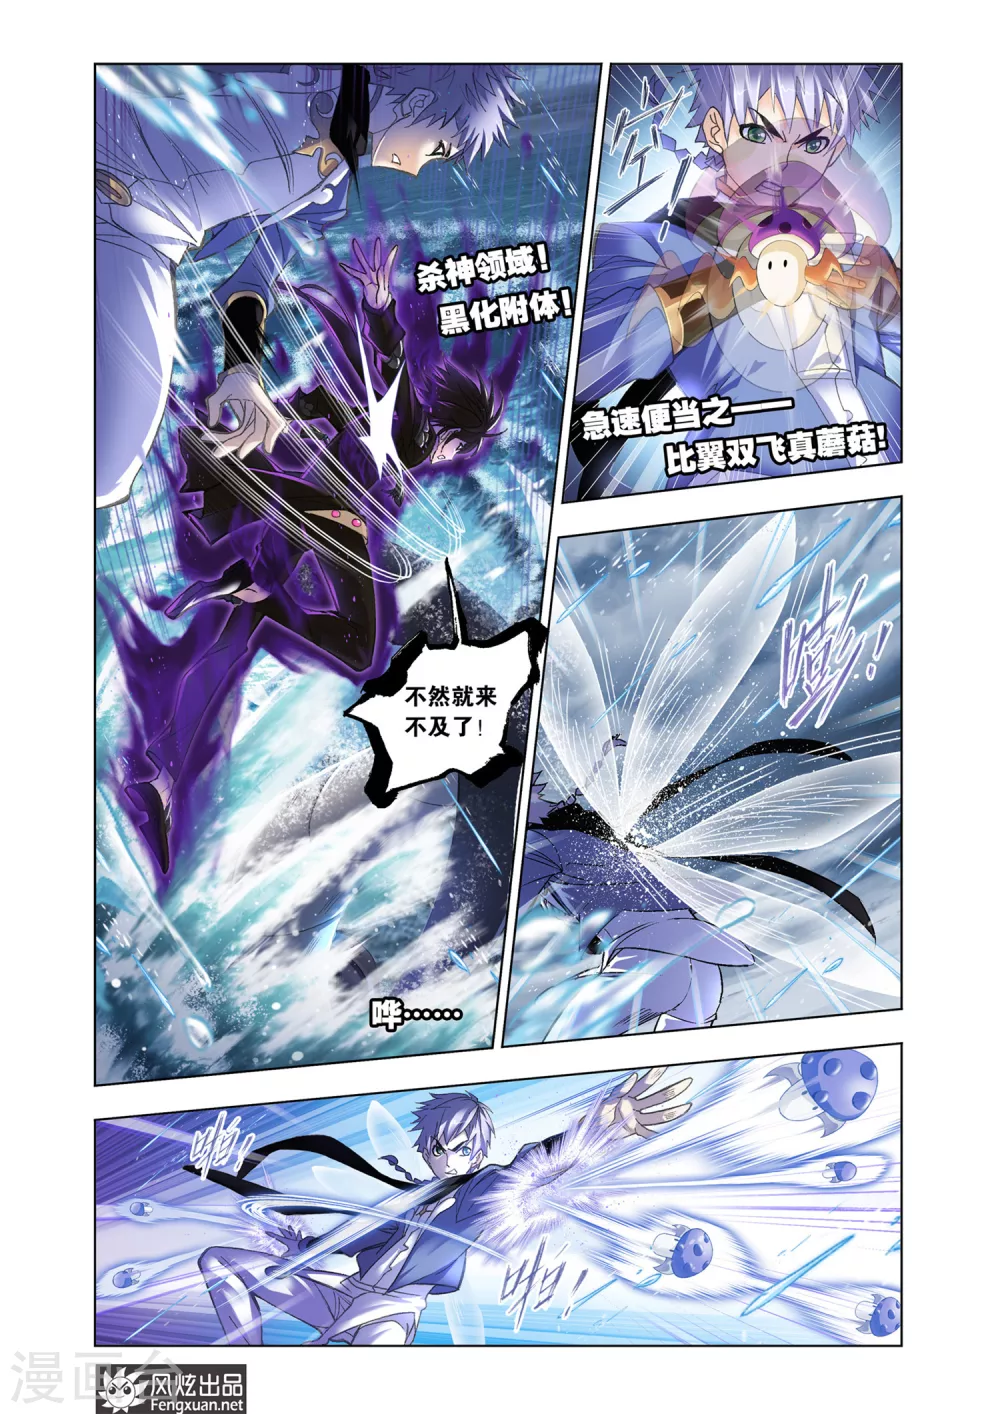 杀神领域！
黑化附体！
急速便当之——
比翼双飞真蘑菇！
不然就来
不及了！
嘭！
哗……
啪！
啪！
漫画台
风炫出品
Fengxuan.net